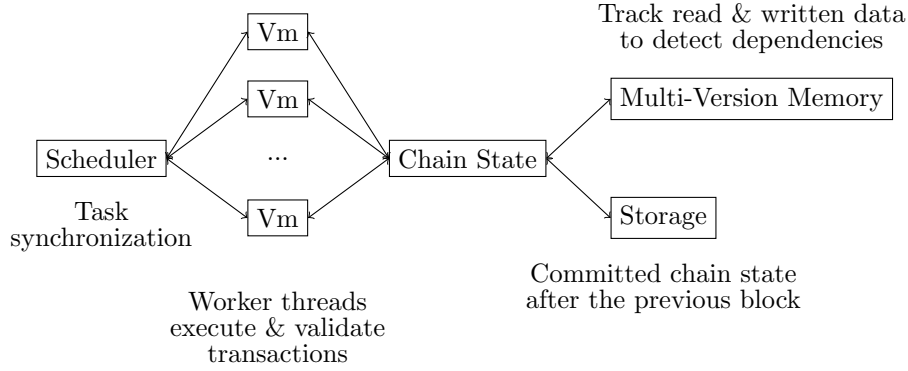 Vm
Track read & written data
to detect dependencies
Vm
Multi-Version Memory
Scheduler
...
Chain State
Task
synchronization
Vm
Storage
Committed chain state
after the previous block
Worker threads
execute & validate
transactions